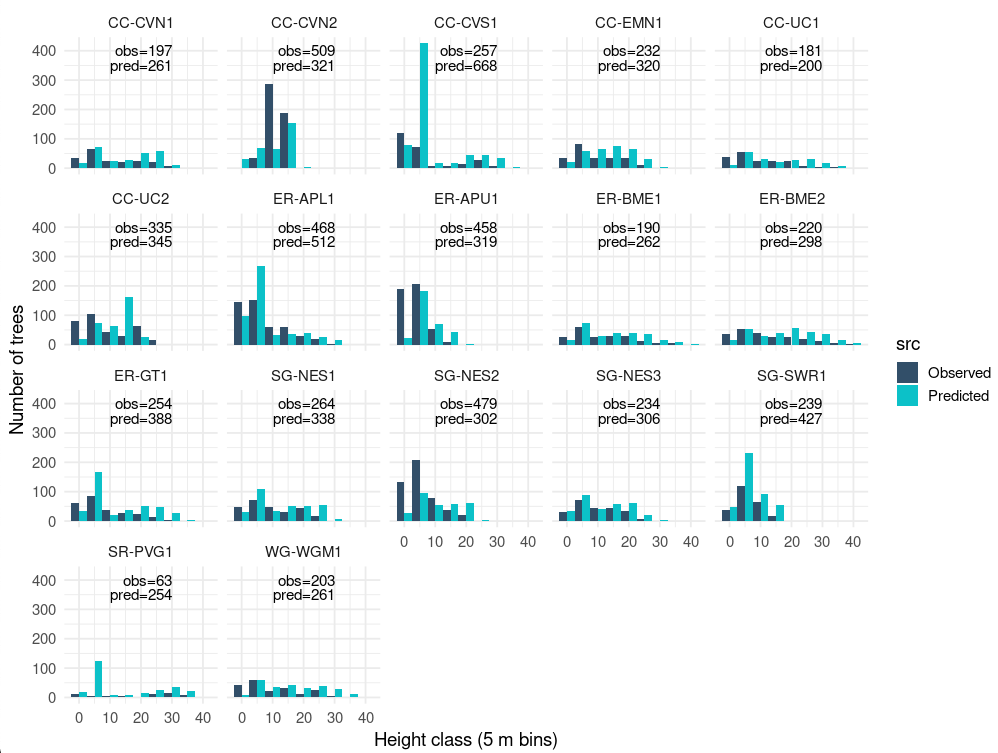 CC-CVN1 CC-CVN2 CC-CVS1 CC-EMN1 CC-UC1
400
300
200
100
0
obs=197
pred=261
obs=509
pred=321
obs=257
pred=668
obs=232
pred=320
obs=181
pred=200
CC-UC2 ER-APL1 ER-APU1 ER-BME1 ER-BME2
400
300
200
100
0
obs=335
pred=345
obs=468
pred=512
obs=458
pred=319
obs=190
pred=262
obs=220
pred=298
ER-GT1 SG-NES1 SG-NES2 SG-NES3 SG-SWR1
400
300
200
100
0
obs=254
pred=388
obs=264
pred=338
obs=479
pred=302
obs=234
pred=306
obs=239
pred=427
0 10 20 30 40
0 10 20 30 40
0 10 20 30 40
SR-PVG1 WG-WGM1
400
300
200
100
0
obs=63
pred=254
obs=203
pred=261
0 10 20 30 40
0 10 20 30 40
Number of trees
Height class (5 m bins)
src
Observed
Predicted